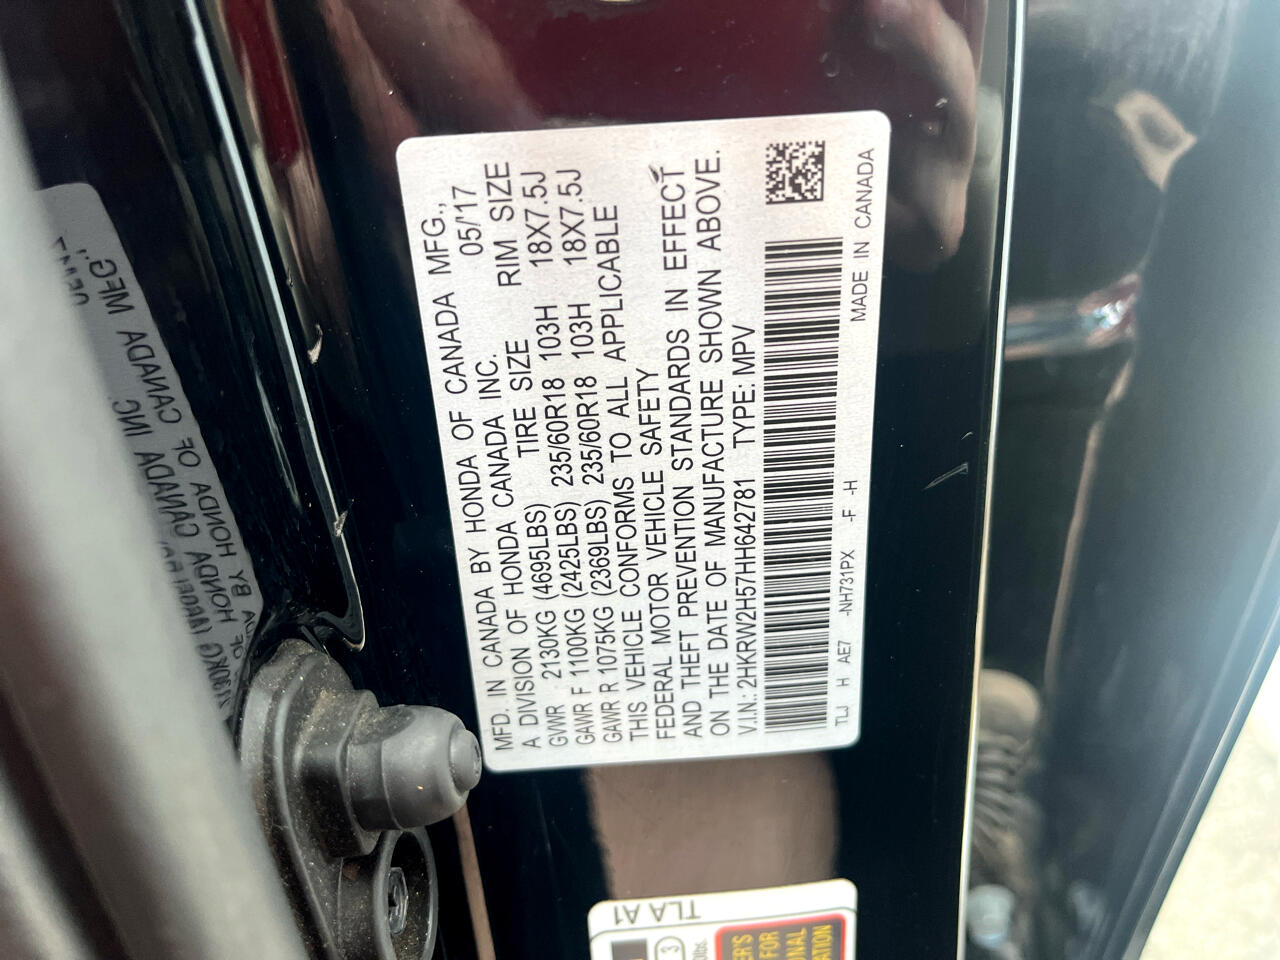 MFD. IN CANADA BY HONDA OF CANADA MFG.,
A DIVISION OF HONDA CANADA INC. 05/17
TIRE SIZE RIM SIZE
GVWR 2130KG (4695LBS)
GAWR F 1100KG (2425LBS) 235/60R18 103H 18X7.5J
GAWR R 1075KG (2369LBS) 235/60R18 103H 18X7.5J
THIS VEHICLE CONFORMS TO ALL APPLICABLE
FEDERAL MOTOR VEHICLE SAFETY
AND THEFT PREVENTION STANDARDS IN EFFECT
ON THE DATE OF MANUFACTURE SHOWN ABOVE.
V.I.N.: 2HKRW2H57HH642781 TYPE: MPV
TLJ H AE7 -NH731PX -F -H MADE IN CANADA
TLA A1
3